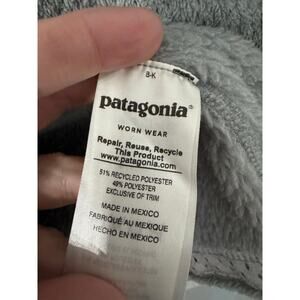 8-K
patagonia®
WORN WEAR
Repair, Reuse, Recycle
This Product
www.patagonia.com
51% RECYCLED POLYESTER
49% POLYESTER
EXCLUSIVE OF TRIM
MADE IN MEXICO
FABRIQUÉ AU MEXIQUE
HECHO EN MEXICO